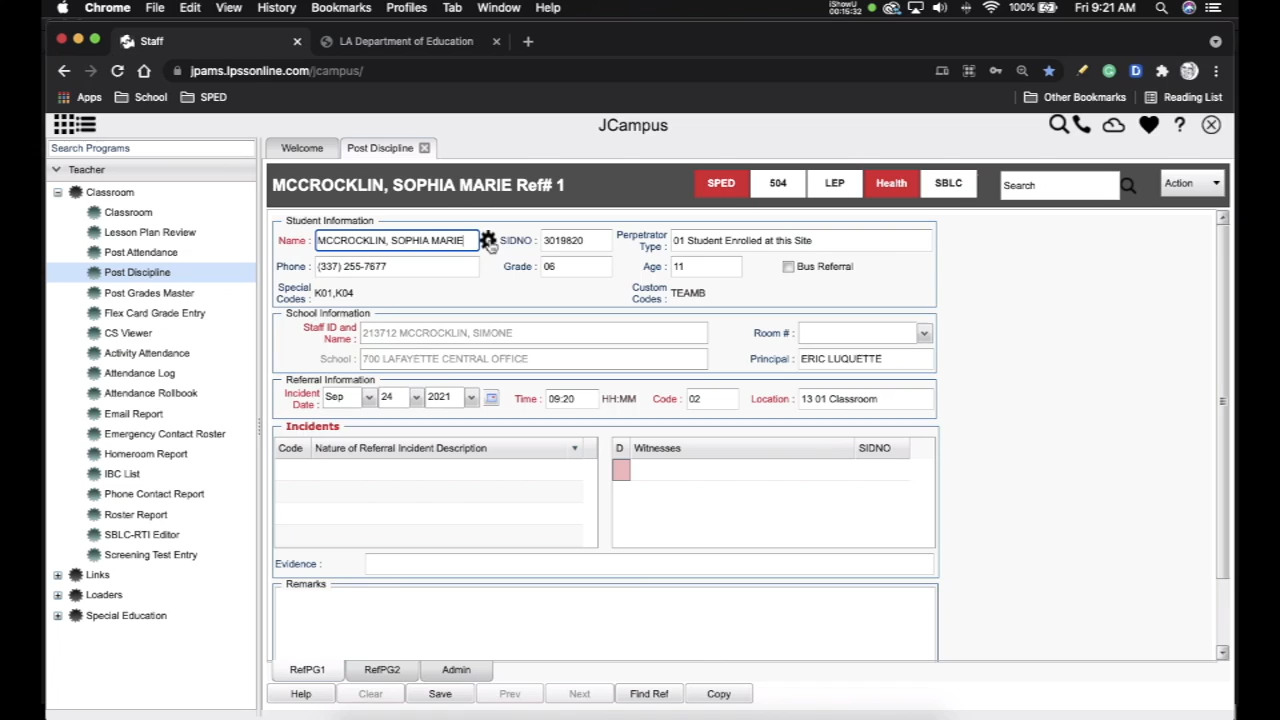 Chrome File Edit View History Bookmarks Profiles Tab Window Help iShowU 00:15:32 100% Fri 9:21 AM
Staff LA Department of Education
jpams.lpssonline.com/jcampus/
Apps School SPED Other Bookmarks Reading List
JCampus
Search Programs
Welcome Post Discipline
Teacher
MCCROCKLIN, SOPHIA MARIE Ref# 1 SPED 504 LEP Health SBLC Search Action
Classroom
Classroom
Lesson Plan Review
Post Attendance
Post Discipline
Post Grades Master
Flex Card Grade Entry
CS Viewer
Activity Attendance
Attendance Log
Attendance Rollbook
Email Report
Emergency Contact Roster
Homeroom Report
IBC List
Phone Contact Report
Roster Report
SBLC-RTI Editor
Screening Test Entry
Links
Loaders
Special Education
Student Information
Name : MCCROCKLIN, SOPHIA MARIE SIDNO : 3019820 Perpetrator Type : 01 Student Enrolled at this Site
Phone : (337) 255-7677 Grade : 06 Age : 11 Bus Referral
Special Codes : K01,K04 Custom Codes : TEAMB
School Information
Staff ID and Name : 213712 MCCROCKLIN, SIMONE Room # :
School : 700 LAFAYETTE CENTRAL OFFICE Principal : ERIC LUQUETTE
Referral Information
Incident Date : Sep 24 2021 Time : 09:20 HH:MM Code : 02 Location : 13 01 Classroom
Incidents
Code Nature of Referral Incident Description D Witnesses SIDNO
Evidence :
Remarks
RefPG1 RefPG2 Admin
Help Clear Save Prev Next Find Ref Copy